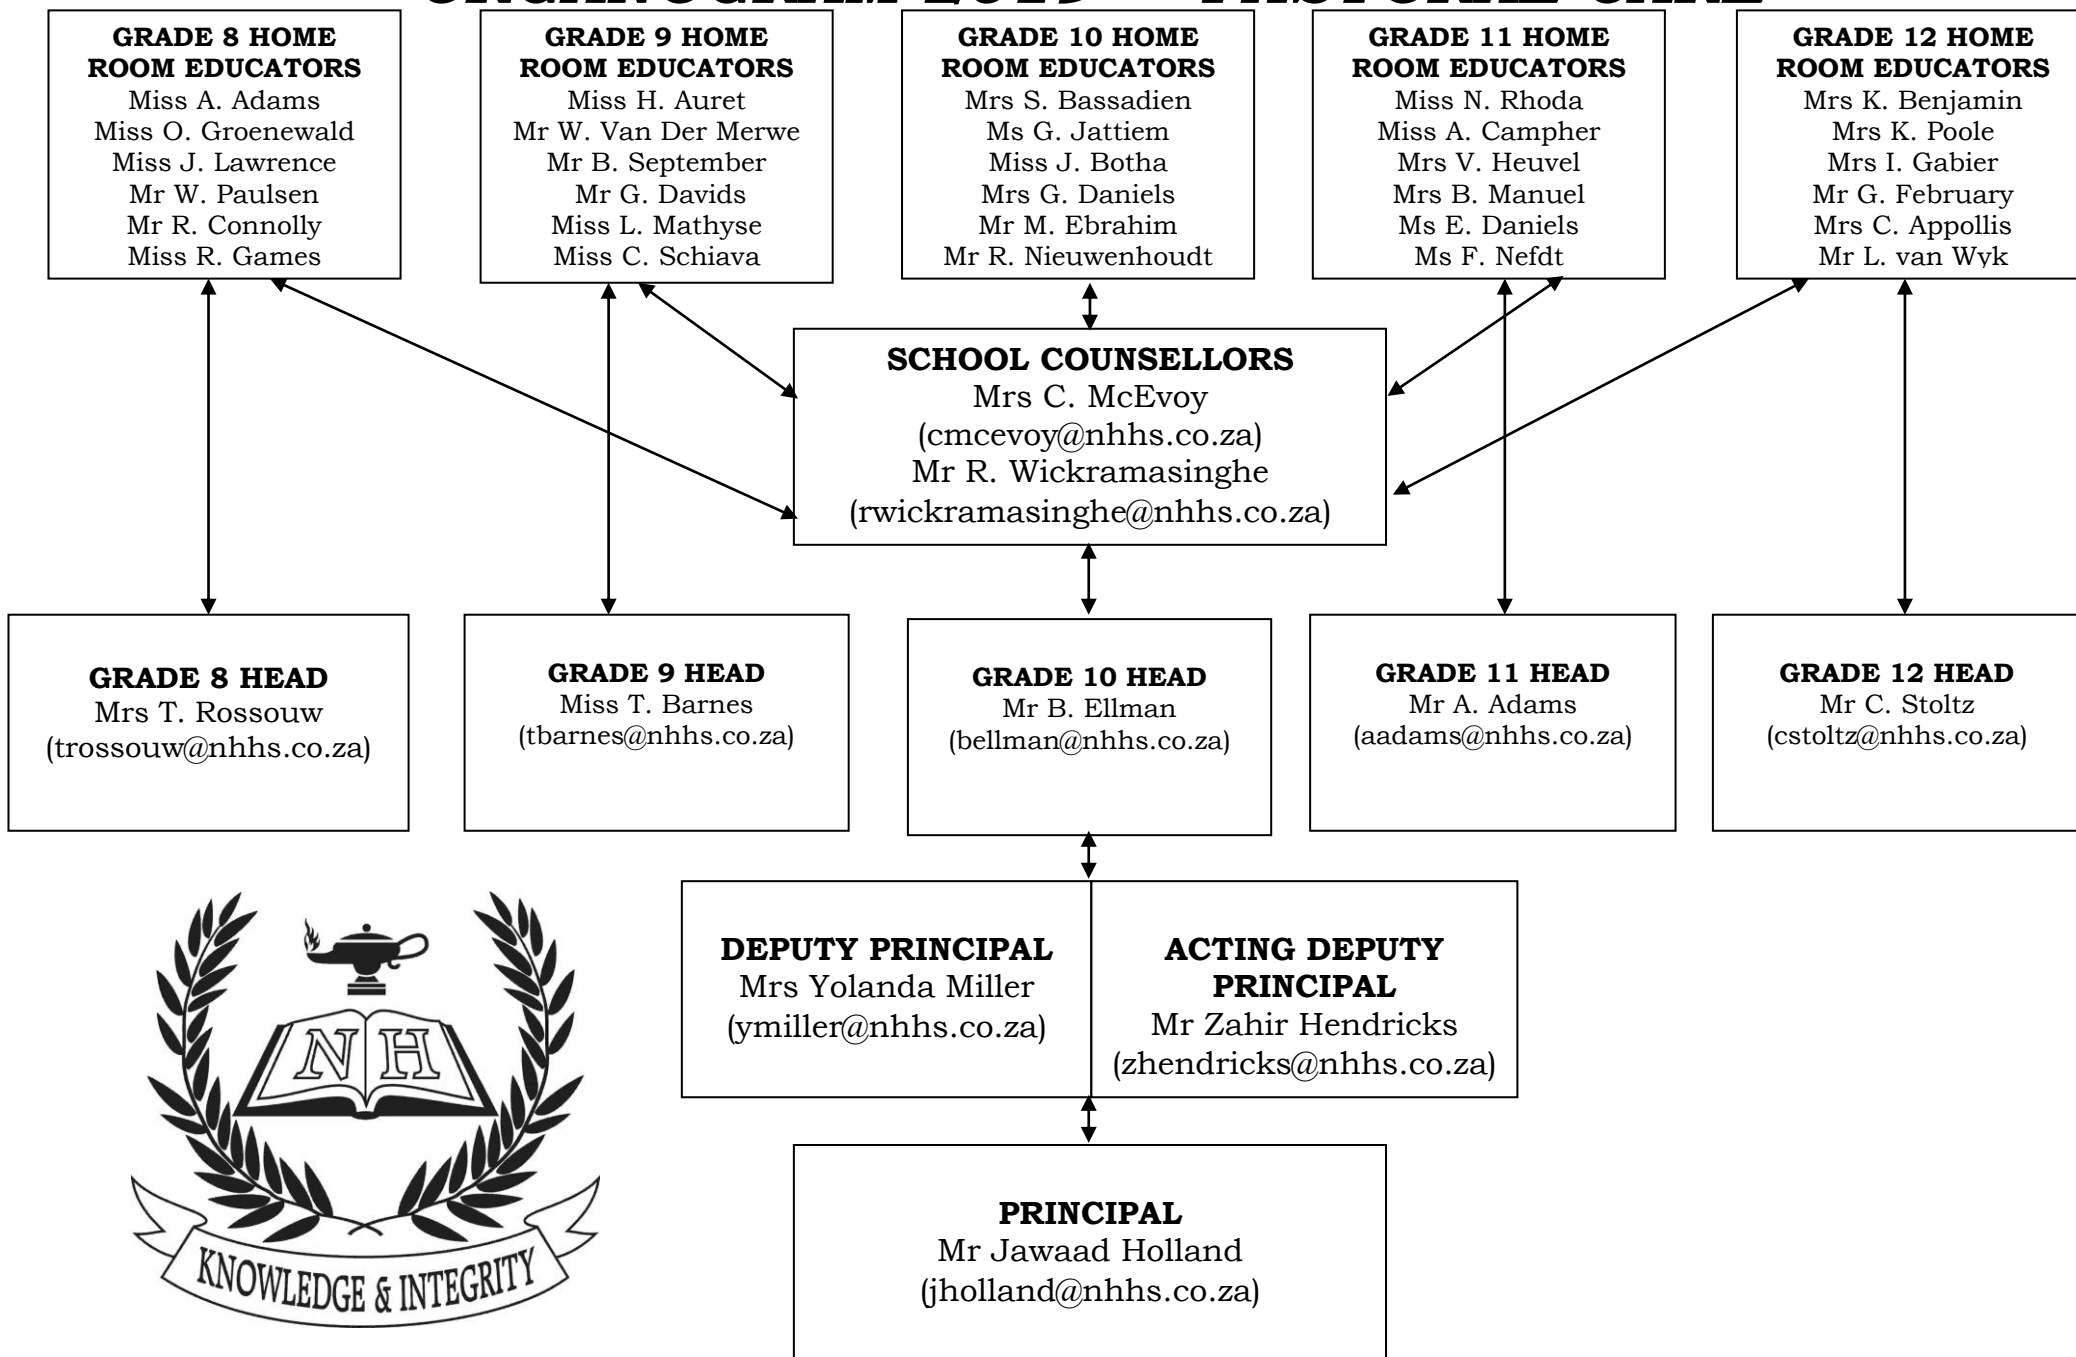 ORGANOGRAM 2019 – PASTORAL CARE
GRADE 8 HOME
ROOM EDUCATORS
Miss A. Adams
Miss O. Groenewald
Miss J. Lawrence
Mr W. Paulsen
Mr R. Connolly
Miss R. Games
GRADE 9 HOME
ROOM EDUCATORS
Miss H. Auret
Mr W. Van Der Merwe
Mr B. September
Mr G. Davids
Miss L. Mathyse
Miss C. Schiava
GRADE 10 HOME
ROOM EDUCATORS
Mrs S. Bassadien
Ms G. Jattiem
Miss J. Botha
Mrs G. Daniels
Mr M. Ebrahim
Mr R. Nieuwenhoudt
GRADE 11 HOME
ROOM EDUCATORS
Miss N. Rhoda
Miss A. Campher
Mrs V. Heuvel
Mrs B. Manuel
Ms E. Daniels
Ms F. Nefdt
GRADE 12 HOME
ROOM EDUCATORS
Mrs K. Benjamin
Mrs K. Poole
Mrs I. Gabier
Mr G. February
Mrs C. Appollis
Mr L. van Wyk
SCHOOL COUNSELLORS
Mrs C. McEvoy
(cmcevoy@nhhs.co.za)
Mr R. Wickramasinghe
(rwickramasinghe@nhhs.co.za)
GRADE 8 HEAD
Mrs T. Rossouw
(trossouw@nhhs.co.za)
GRADE 9 HEAD
Miss T. Barnes
(tbarnes@nhhs.co.za)
GRADE 10 HEAD
Mr B. Ellman
(bellman@nhhs.co.za)
GRADE 11 HEAD
Mr A. Adams
(aadams@nhhs.co.za)
GRADE 12 HEAD
Mr C. Stoltz
(cstoltz@nhhs.co.za)
DEPUTY PRINCIPAL
Mrs Yolanda Miller
(ymiller@nhhs.co.za)
ACTING DEPUTY
PRINCIPAL
Mr Zahir Hendricks
(zhendricks@nhhs.co.za)
NH
KNOWLEDGE & INTEGRITY
PRINCIPAL
Mr Jawaad Holland
(jholland@nhhs.co.za)